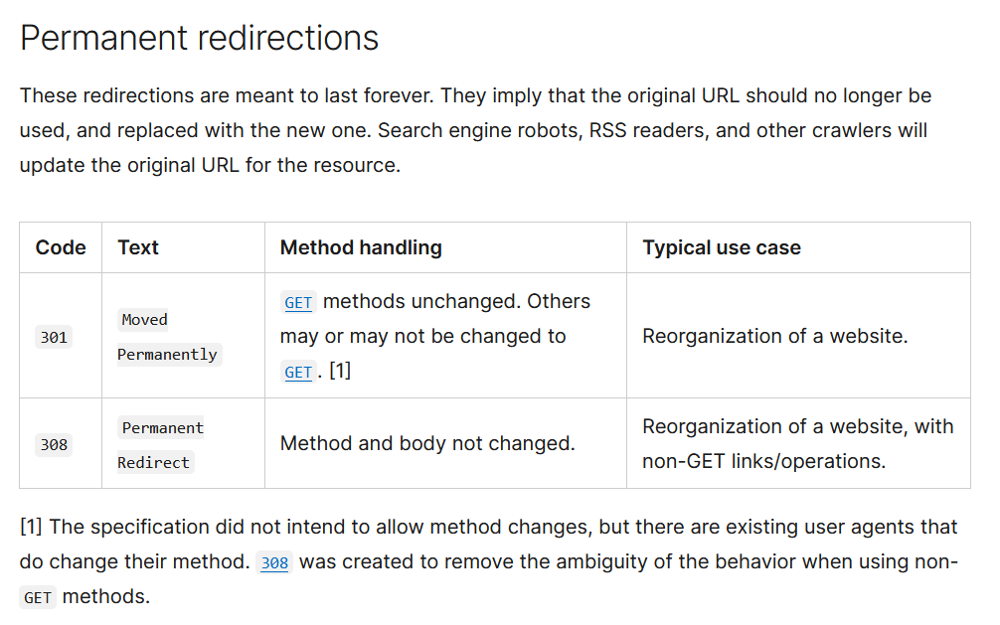 Permanent redirections
These redirections are meant to last forever. They imply that the original URL should no longer be
used, and replaced with the new one. Search engine robots, RSS readers, and other crawlers will
update the original URL for the resource.
Code Text Method handling Typical use case
301 Moved Permanently GET methods unchanged. Others may or may not be changed to GET. [1] Reorganization of a website.
308 Permanent Redirect Method and body not changed. Reorganization of a website, with non-GET links/operations.
[1] The specification did not intend to allow method changes, but there are existing user agents that
do change their method. 308 was created to remove the ambiguity of the behavior when using non-
GET methods.